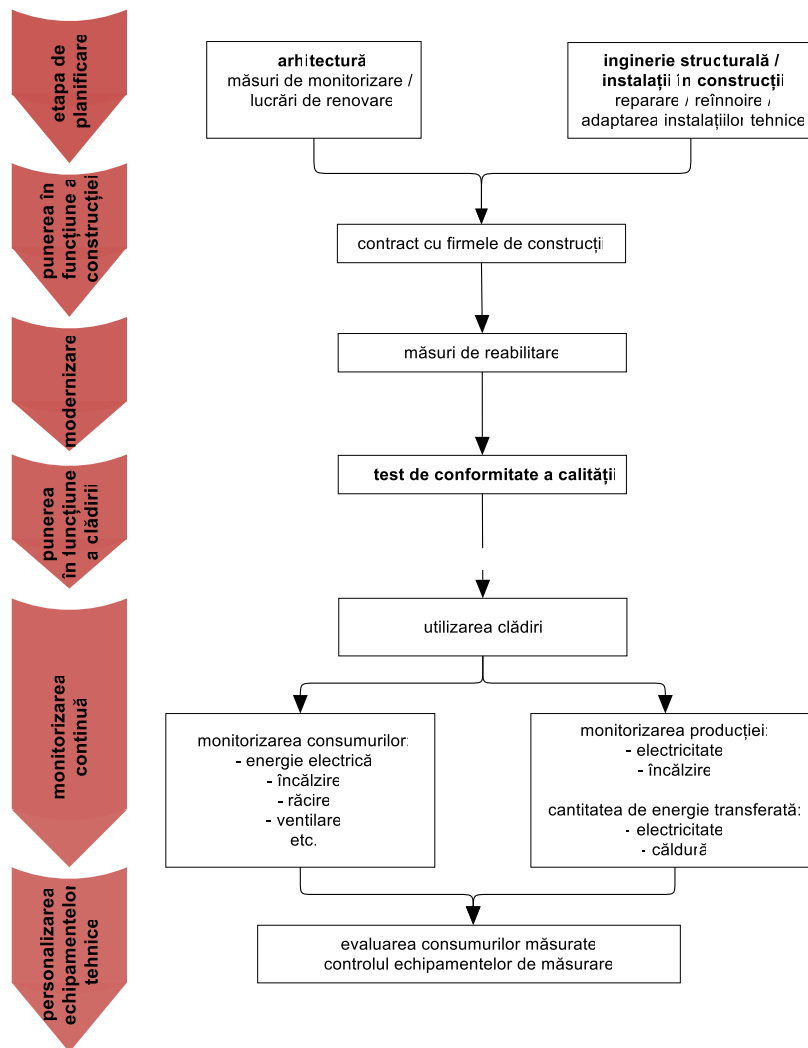 etapa de
planificare
arhitectură
măsuri de monitorizare /
lucrări de renovare
inginerie structurală /
instalații în construcții
reparare / reînnoire /
adaptarea instalațiilor tehnice
punerea în
funcțiune a
construcției
contract cu firmele de construcții
modernizare
măsuri de reabilitare
punerea
în funcțiune
a clădirii
test de conformitate a calității
monitorizarea
continuă
utilizarea clădiri
monitorizarea consumurilor:
- energie electrică
- încălzire
- răcire
- ventilare
etc.
monitorizarea producției:
- electricitate
- încălzire
cantitatea de energie transferată:
- electricitate
- căldură
personalizarea
echipamentelor
tehnice
evaluarea consumurilor măsurate
controlul echipamentelor de măsurare